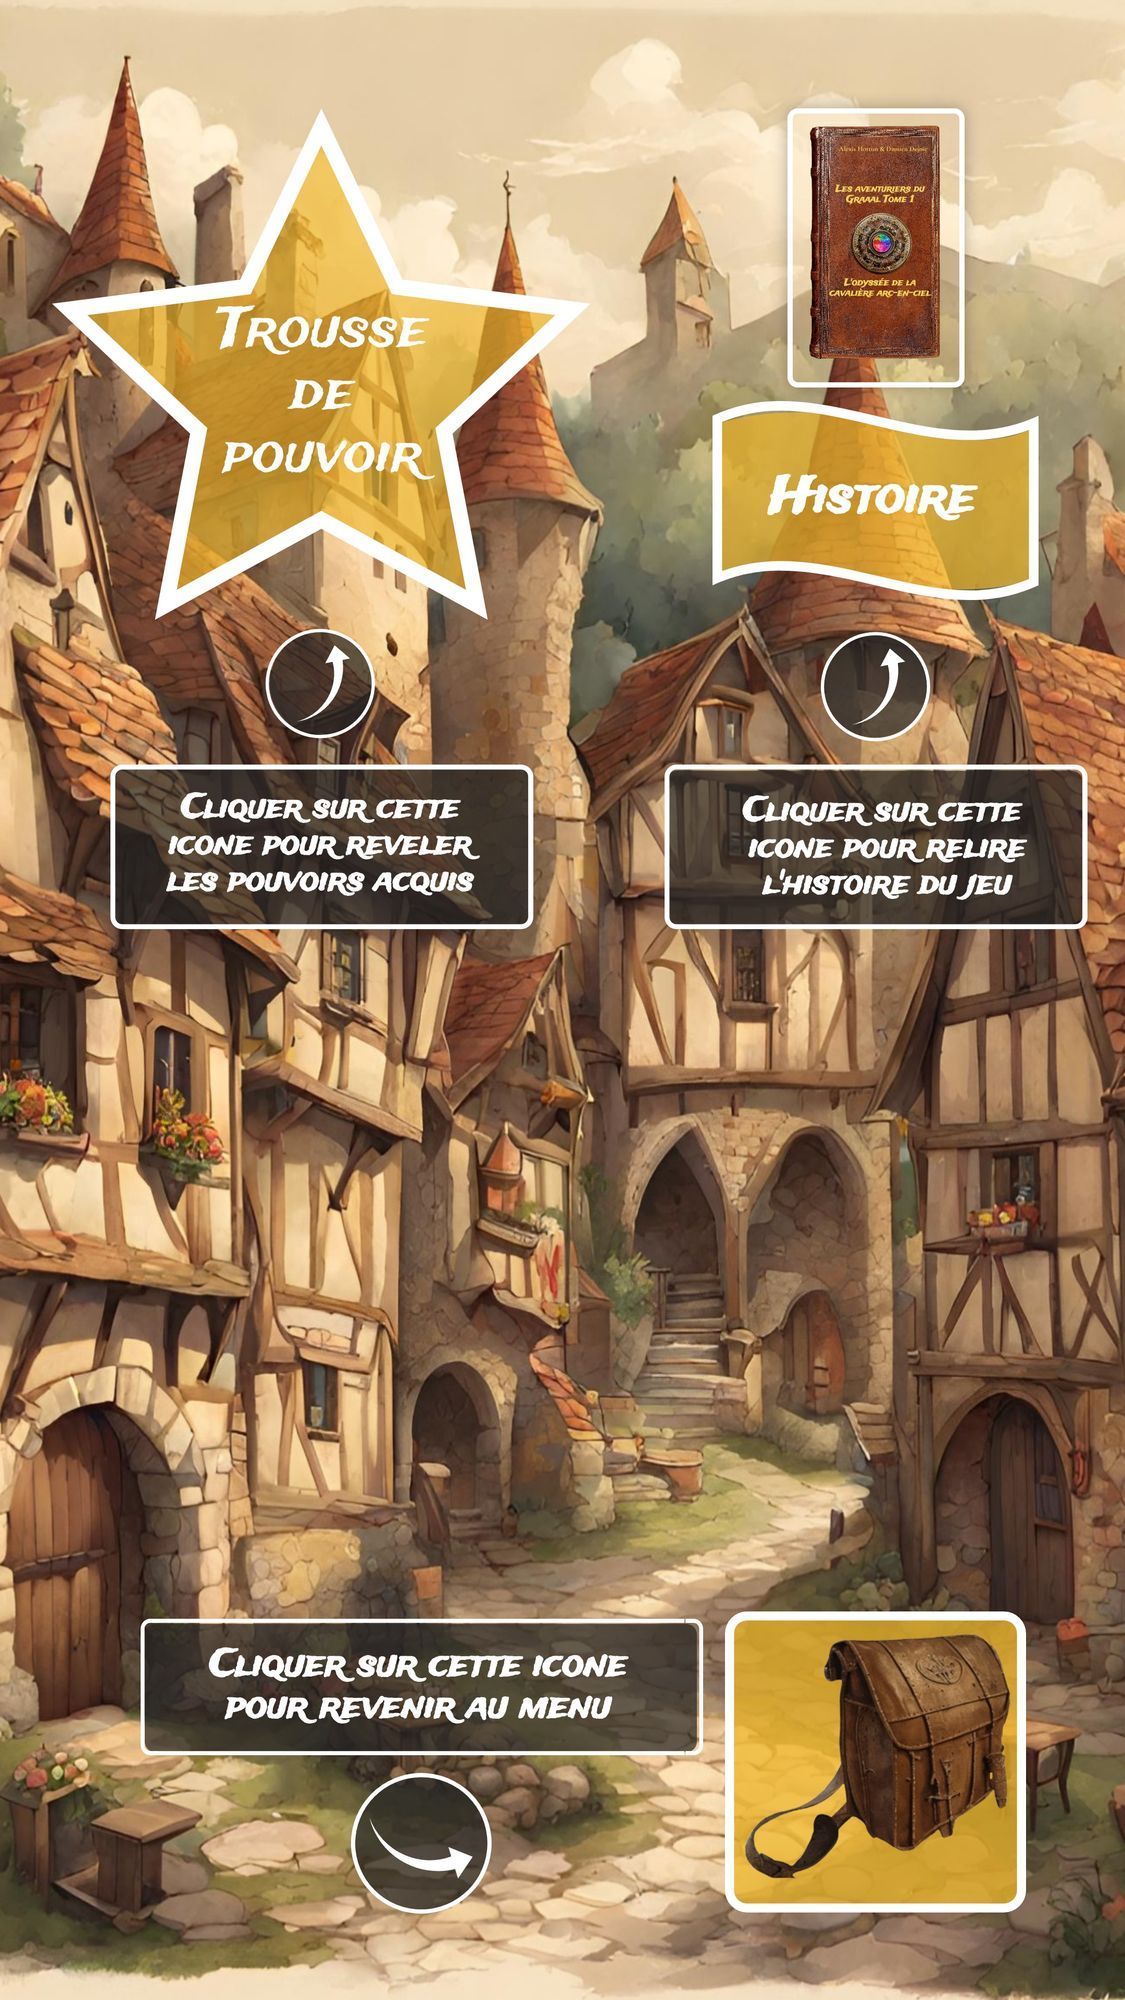 Alexis Horton & Damien Dejoie
Les aventuriers du
Graaal Tome 1
L'odyssée de la
cavalière arc-en-ciel
Trousse
de
pouvoir
Histoire
Cliquer sur cette
icone pour reveler
les pouvoirs acquis
Cliquer sur cette
icone pour relire
l'histoire du jeu
Cliquer sur cette icone
pour revenir au menu